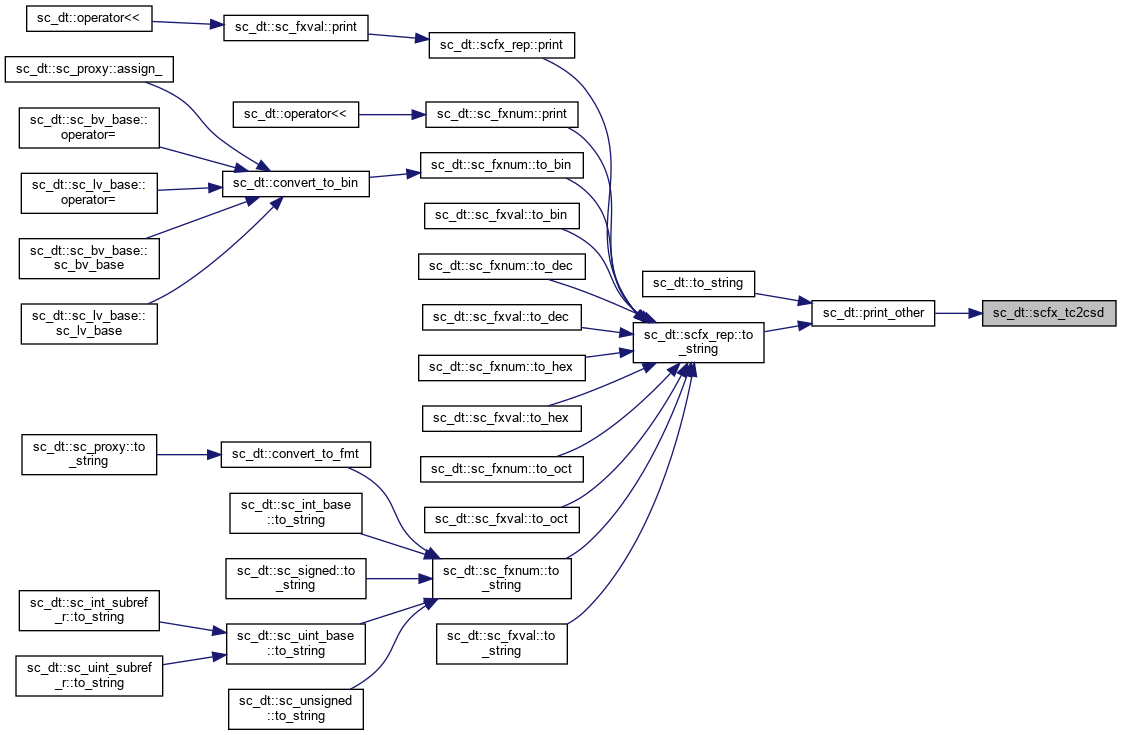 sc_dt::operator<<
sc_dt::sc_fxval::print
sc_dt::scfx_rep::print
sc_dt::sc_proxy::assign_
sc_dt::sc_bv_base::
operator=
sc_dt::operator<<
sc_dt::sc_fxnum::print
sc_dt::sc_fxnum::to_bin
sc_dt::sc_lv_base::
operator=
sc_dt::convert_to_bin
sc_dt::sc_fxval::to_bin
sc_dt::sc_bv_base::
sc_bv_base
sc_dt::sc_fxnum::to_dec
sc_dt::sc_lv_base::
sc_lv_base
sc_dt::sc_fxval::to_dec
sc_dt::to_string
sc_dt::print_other
sc_dt::scfx_tc2csd
sc_dt::scfx_rep::to
_string
sc_dt::sc_fxnum::to_hex
sc_dt::sc_fxval::to_hex
sc_dt::sc_proxy::to
_string
sc_dt::convert_to_fmt
sc_dt::sc_fxnum::to_oct
sc_dt::sc_int_base
::to_string
sc_dt::sc_fxval::to_oct
sc_dt::sc_signed::to
_string
sc_dt::sc_fxnum::to
_string
sc_dt::sc_int_subref
_r::to_string
sc_dt::sc_uint_base
::to_string
sc_dt::sc_fxval::to
_string
sc_dt::sc_uint_subref
_r::to_string
sc_dt::sc_unsigned
::to_string